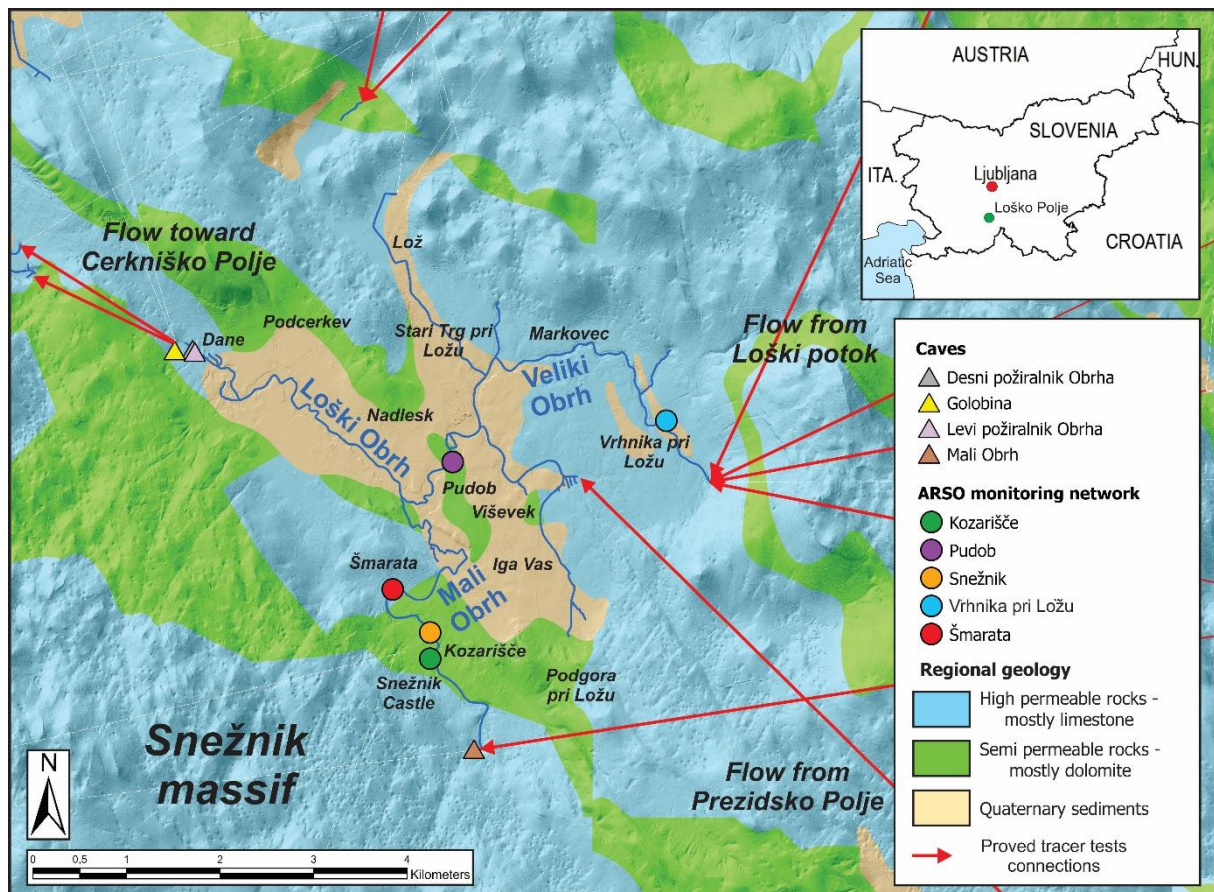 Flow toward
Cerkniško Polje
Lož
Podcerkev
Dane
Stari Trg pri
Ložu
Markovec
Veliki
Obrh
Flow from
Loški potok
Loški Obrh
Nadlesk
Vrhnika pri
Ložu
Pudob
Viševek
Iga Vas
Šmarata
Mali
Obrh
Kozarišče
Snežnik
Castle
Podgora
pri Ložu
Snežnik
massif
Flow from
Prezidsko Polje
N
0 0,5 1 2 3 4
Kilometers
AUSTRIA
HUN.
SLOVENIA
ITA.
Ljubljana
Loško Polje
CROATIA
Adriatic
Sea
Caves
Desni požiralnik Obrha
Golobina
Levi požiralnik Obrha
Mali Obrh
ARSO monitoring network
Kozarišče
Pudob
Snežnik
Vrhnika pri Ložu
Šmarata
Regional geology
High permeable rocks -
mostly limestone
Semi permeable rocks -
mostly dolomite
Quaternary sediments
Proved tracer tests
connections